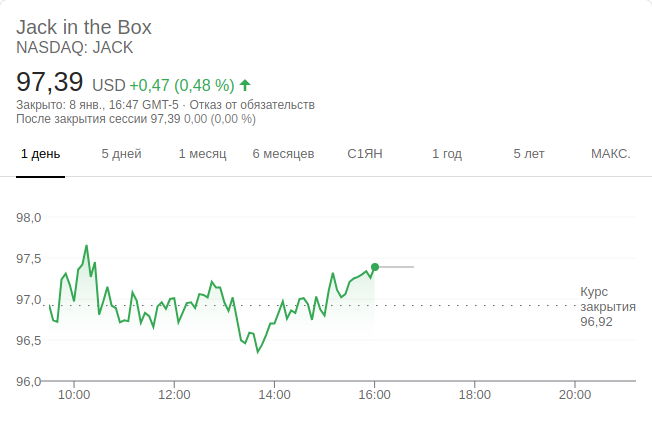 Jack in the Box
NASDAQ: JACK
97,39 USD +0,47 (0,48 %)
Закрыто: 8 янв., 16:47 GMT-5 · Отказ от обязательств
После закрытия сессии 97,39 0,00 (0,00 %)
1 день 5 дней 1 месяц 6 месяцев С1ЯН 1 год 5 лет МАКС.
98,0
97,5
97,0
96,5
96,0
Курс
закрытия
96,92
10:00 12:00 14:00 16:00 18:00 20:00